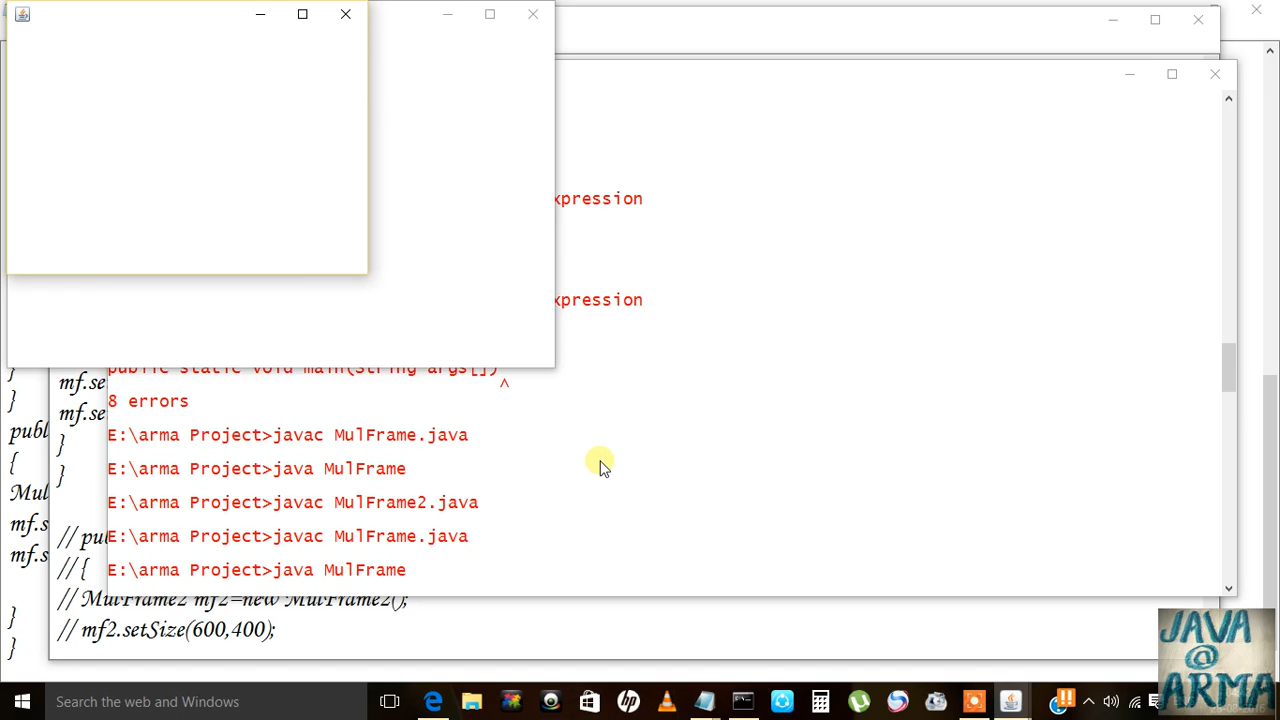 xpression
xpression
public static void main(String args[])
^
8 errors
E:\arma Project>javac MulFrame.java
E:\arma Project>java MulFrame
E:\arma Project>javac MulFrame2.java
E:\arma Project>javac MulFrame.java
E:\arma Project>java MulFrame
}
}
publ
{
Mul
mf.s
mf.s
}
}
mf.se
mf.se
}
}
// pu
// {
// MulFrame2 mf2=new MulFrame2();
// mf2.setSize(600,400);
JAVA
@
ARMA
Search the web and Windows